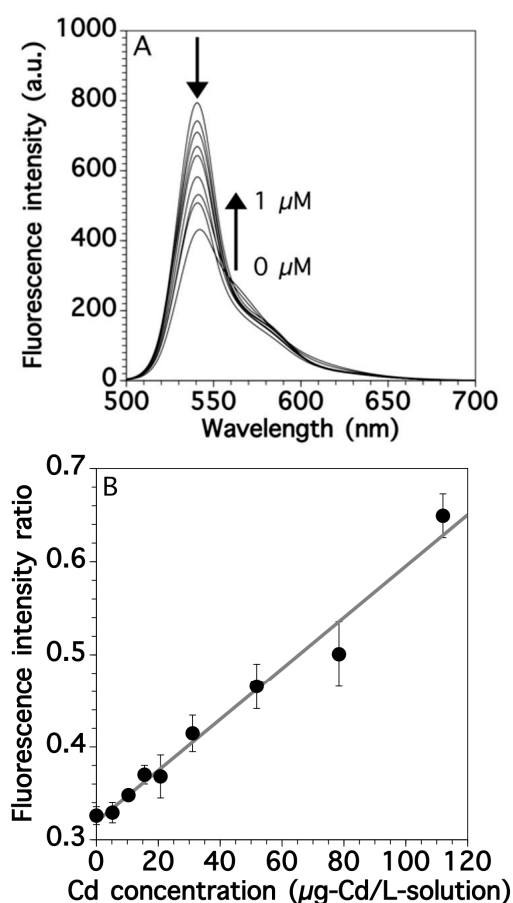 A
1000
800
600
400
200
0
Fluorescence intensity (a.u.)
1 μM
0 μM
500 550 600 650 700
Wavelength (nm)
B
0.7
0.6
0.5
0.4
0.3
Fluorescence intensity ratio
0 20 40 60 80 100 120
Cd concentration (μg-Cd/L-solution)